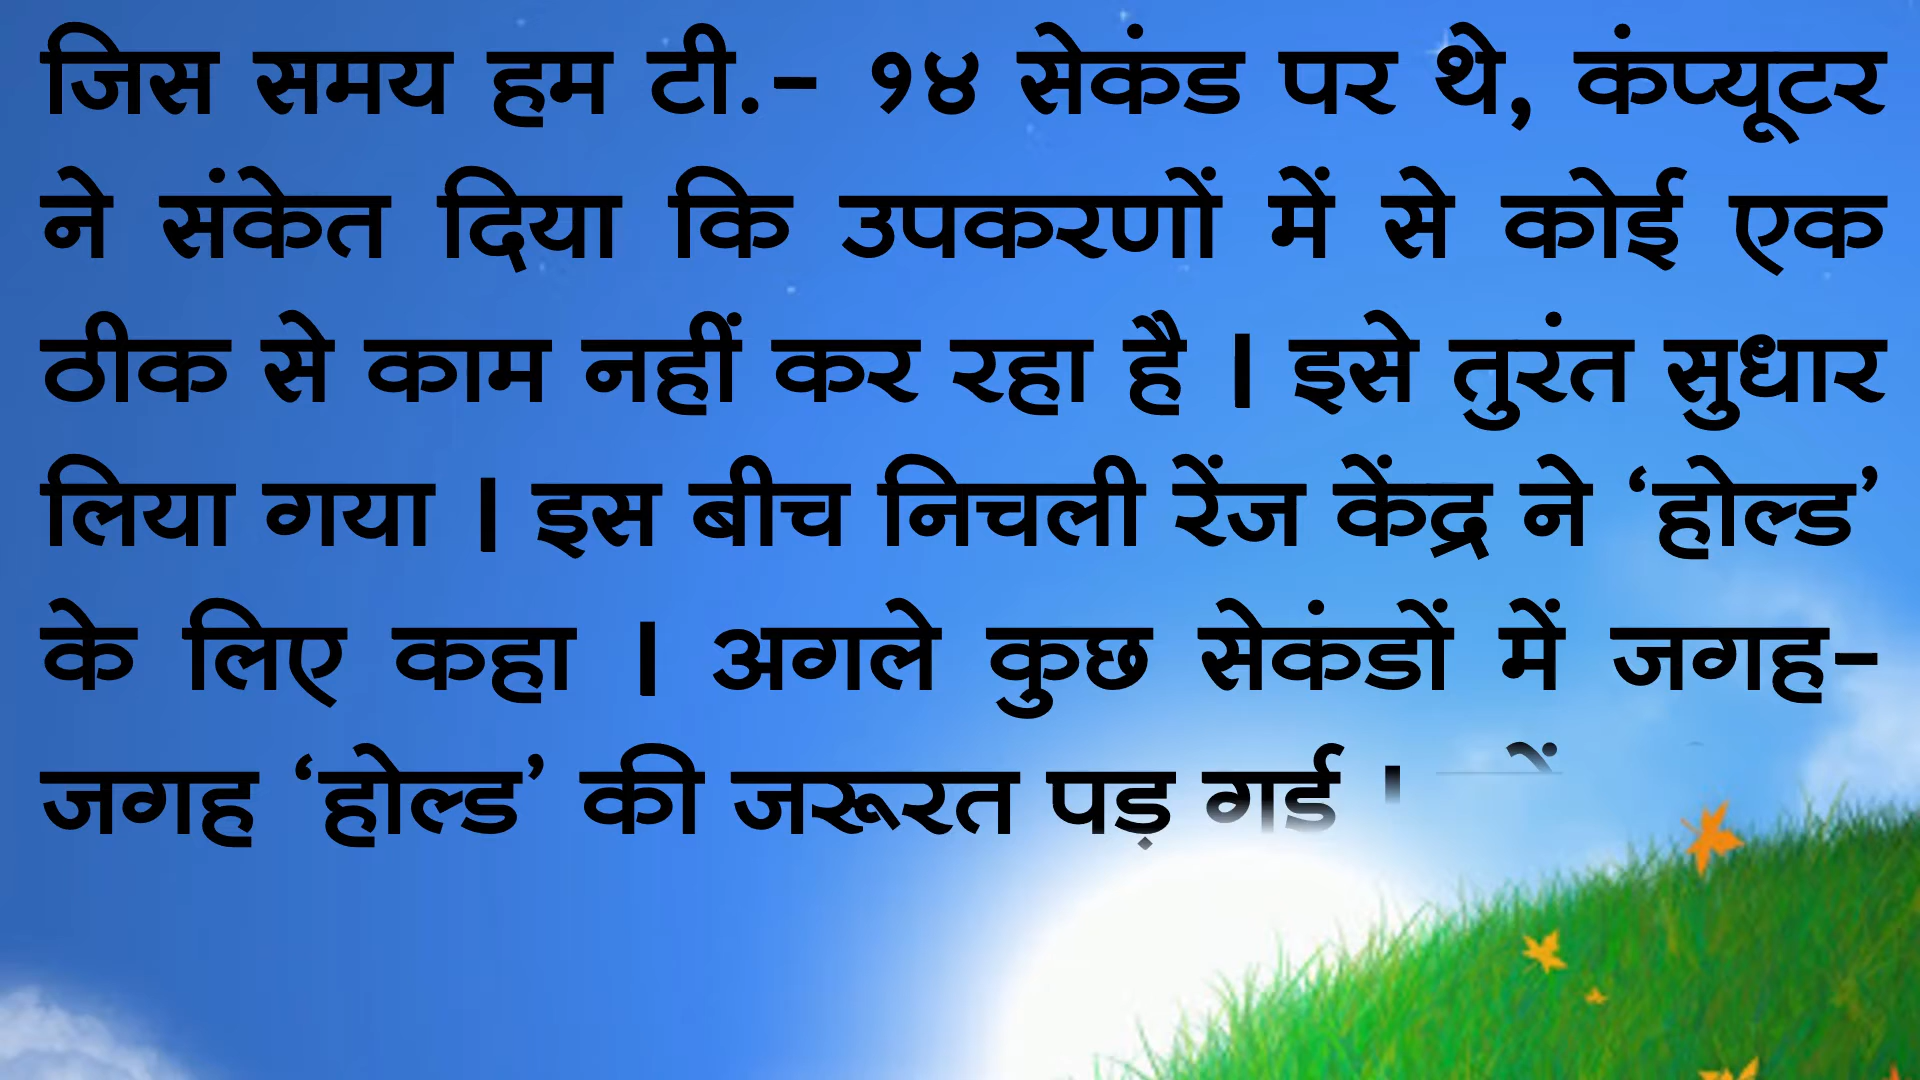 जिस समय हम टी.- १४ सेकंड पर थे, कंप्यूटर
ने संकेत दिया कि उपकरणों में से कोई एक
ठीक से काम नहीं कर रहा है । इसे तुरंत सुधार
लिया गया । इस बीच निचली रेंज केंद्र ने ‘होल्ड’
के लिए कहा । अगले कुछ सेकंडों में जगह-
जगह ‘होल्ड’ की जरूरत पड़ गई ।